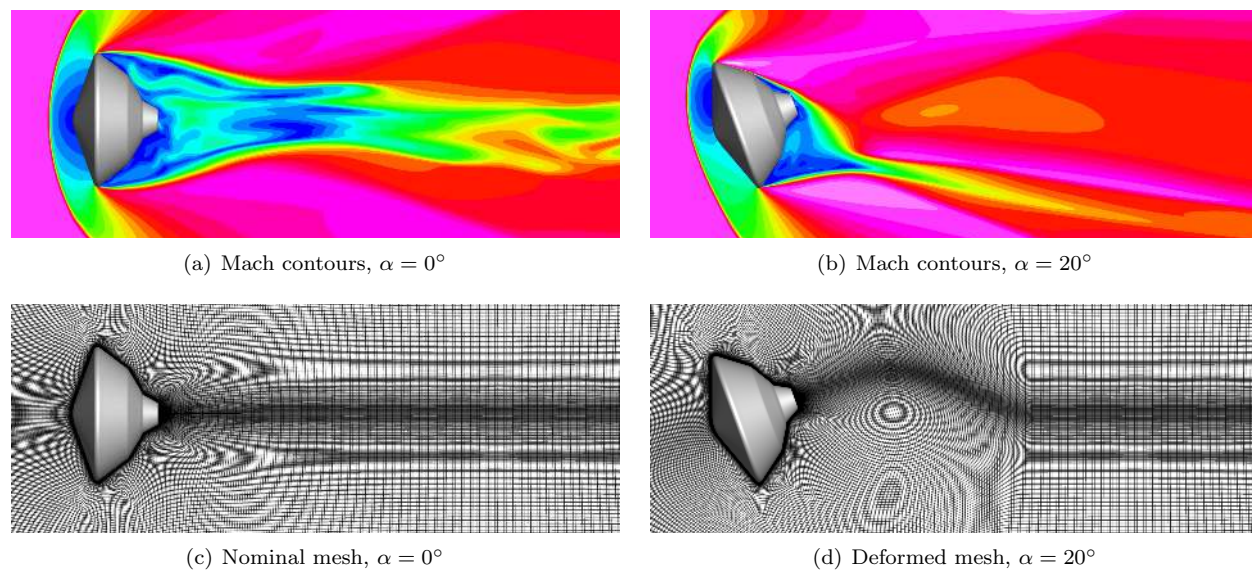 (a) Mach contours, α = 0°
(b) Mach contours, α = 20°
(c) Nominal mesh, α = 0°
(d) Deformed mesh, α = 20°